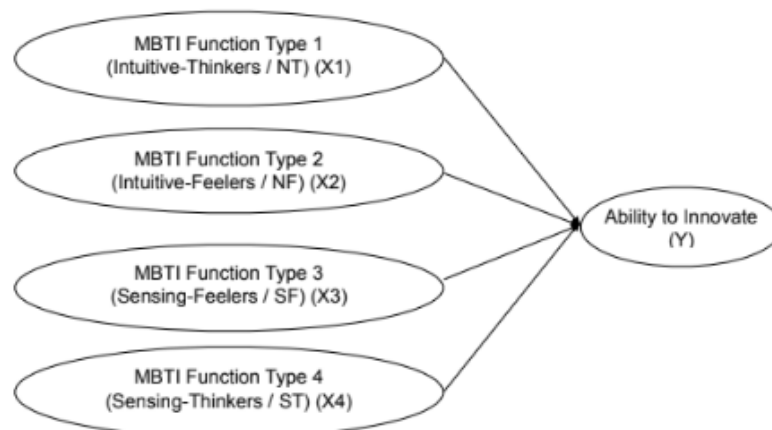 MBTI Function Type 1
(Intuitive-Thinkers / NT) (X1)
MBTI Function Type 2
(Intuitive-Feelers / NF) (X2)
Ability to Innovate
(Y)
MBTI Function Type 3
(Sensing-Feelers / SF) (X3)
MBTI Function Type 4
(Sensing-Thinkers / ST) (X4)